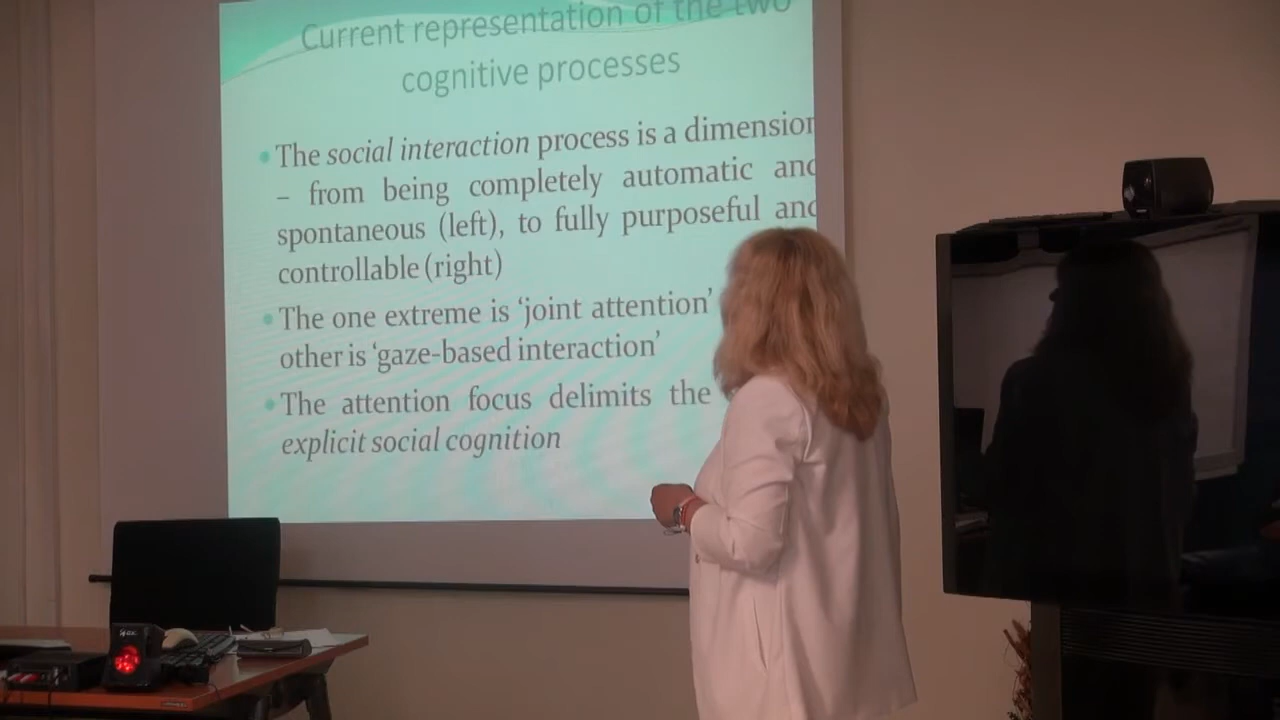 Current representation of the two
cognitive processes
The social interaction process is a dimension
– from being completely automatic and
spontaneous (left), to fully purposeful and
controllable (right)
The one extreme is ‘joint attention’
other is ‘gaze-based interaction’
The attention focus delimits the
explicit social cognition